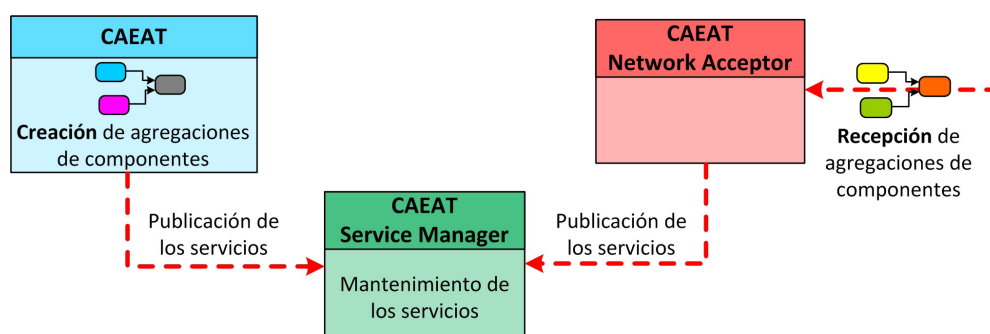 CAEAT
Creación de agregaciones
de componentes
CAEAT
Network Acceptor
Recepción de
agregaciones de
componentes
Publicación de
los servicios
CAEAT
Service Manager
Mantenimiento de
los servicios
Publicación de
los servicios